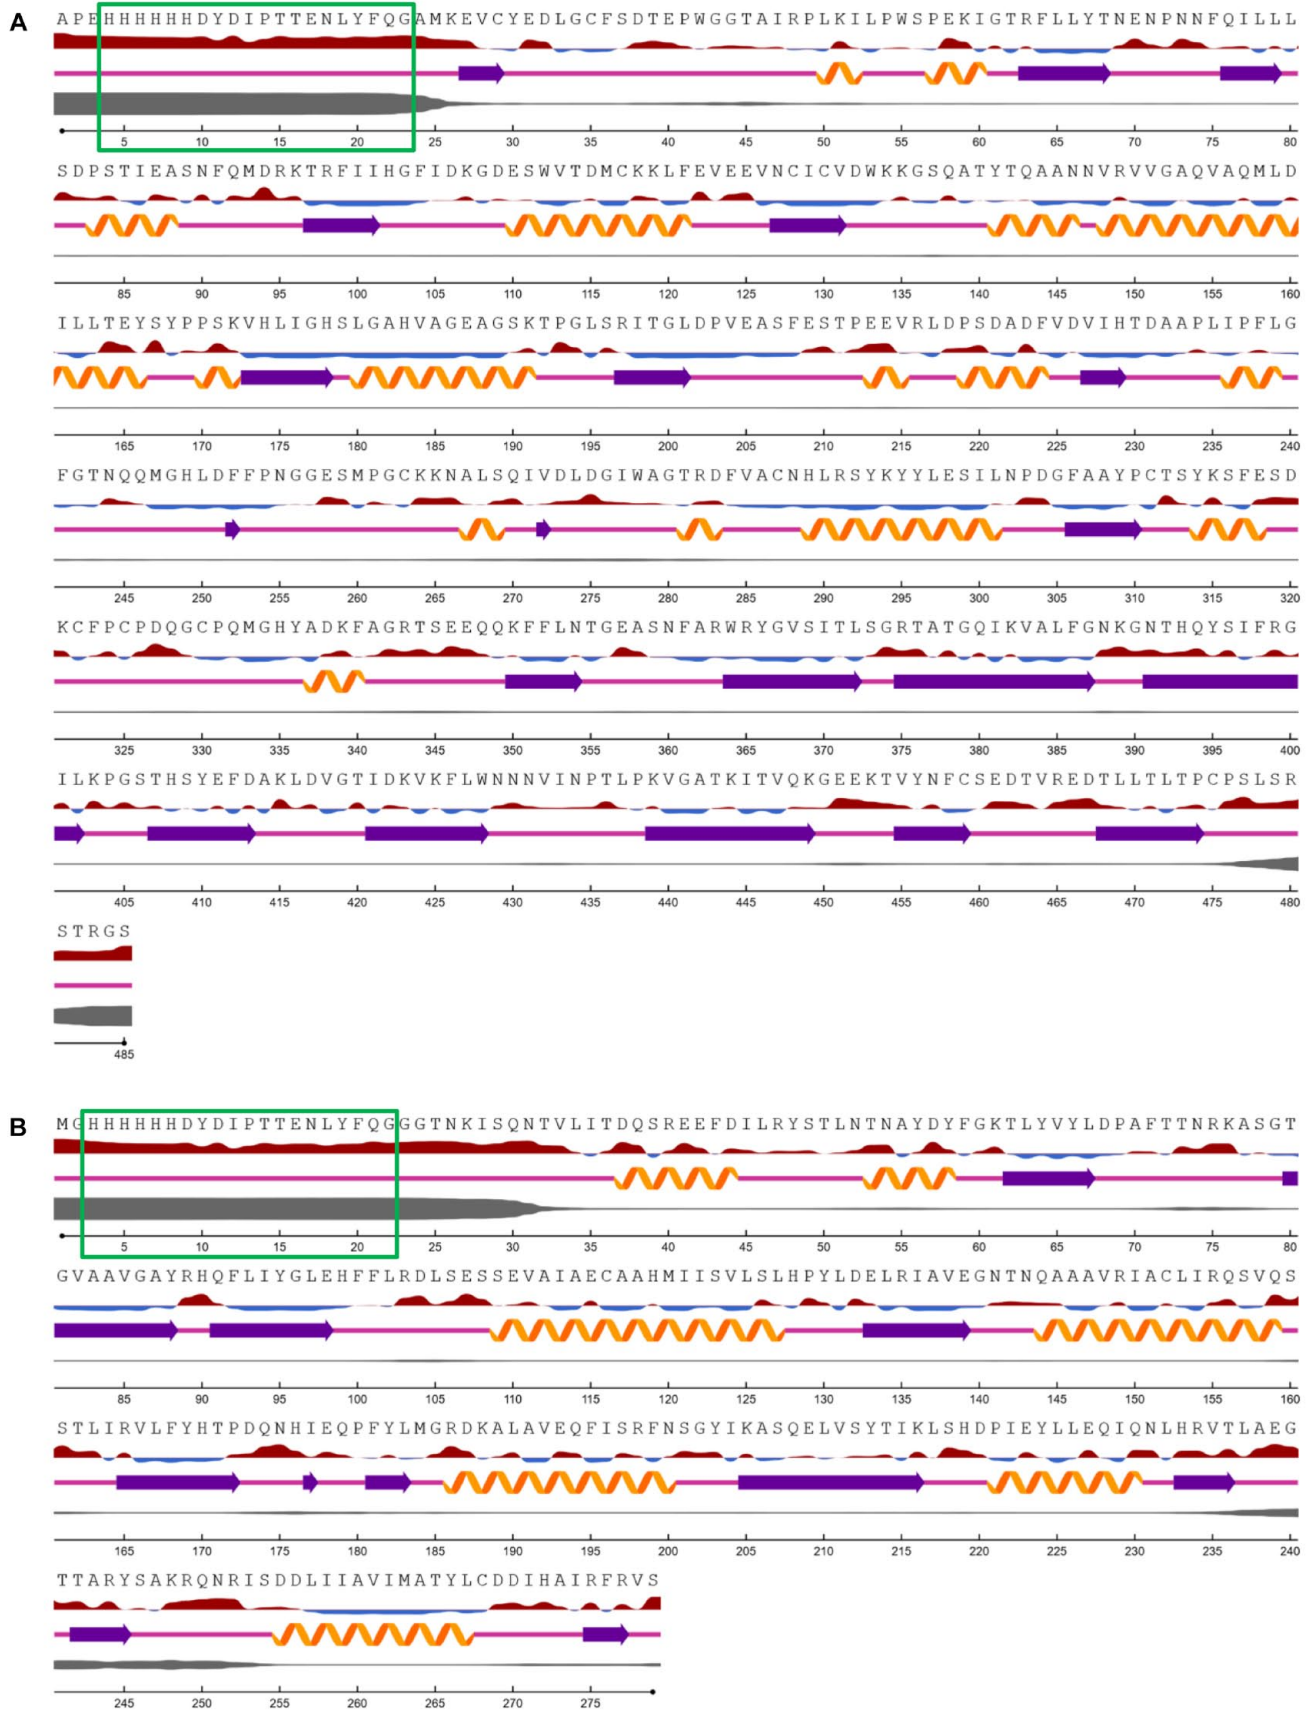 A
APEHHHHHHDYDIPTTENLYFQGAMKEVCYEDLGCFSDTEPWGGTAIRPLKILPWSPEKIGTRFLLYTNENPNNFQILLL
5 10 15 20 25 30 35 40 45 50 55 60 65 70 75 80
SDPSTIEASNFQMDRKTRFIIHGFIDKGDESWVTDMCKKLFEVEEVNCICVDWKKGSQATYTQAANNVRVVGAQVAQMLD
85 90 95 100 105 110 115 120 125 130 135 140 145 150 155 160
ILLTEYSYPPSKVHLIGHSLGAHVAGEAGSKTPGLSRITGLDPVEASFESTPEEVRLDPSDADFVDVIHTDAAPLIPFLG
165 170 175 180 185 190 195 200 205 210 215 220 225 230 235 240
FGTNQQMGHLDFFPNGGESMPGCKKNALSQIVDLDGIWAGTRDFVACNHLRSYKYYLESILNPDGFAAYPCTSYKSFESD
245 250 255 260 265 270 275 280 285 290 295 300 305 310 315 320
KCFPCPDQGCPQMGHYADKFAGRTSEEQQKFFLNTGEASNFARWRYGVSITLSGRTATGQIKVALFGNKGNTHQYSIFRG
325 330 335 340 345 350 355 360 365 370 375 380 385 390 395 400
ILKPGSTHSYEFDAKLDVGTIDKVKFLWNNNVINPTLPKVGATKITVQKGEEKTVYNFCSEDTVREDTLLTLTPCPSLSR
405 410 415 420 425 430 435 440 445 450 455 460 465 470 475 480
STRGS
485
B
MGHHHHHHDYDIPTTENLYFQGGGTNKISQNTVLITDQSREEFDILRYSTLNTNAYDYFGKTLYVYLDPAFTTNRKASGT
5 10 15 20 25 30 35 40 45 50 55 60 65 70 75 80
GVAAVGAYRHQFLIYGLEHFFLRDLSESSEVAIAECAAHMIISVLSLHPYLDELRIAVEGNTNQAAAVRIACLIRQSVQS
85 90 95 100 105 110 115 120 125 130 135 140 145 150 155 160
STLIRVLFYHTPDQNHIEQPFYLMGRDKALAVEQFISRFNSGYIKASQELVSYTIKLSHDPIEYLLEQIQNLHRVTLAEG
165 170 175 180 185 190 195 200 205 210 215 220 225 230 235 240
TTARYSAKRQNRISDDLIIAVIMATYLCDDIHAIRFRVS
245 250 255 260 265 270 275